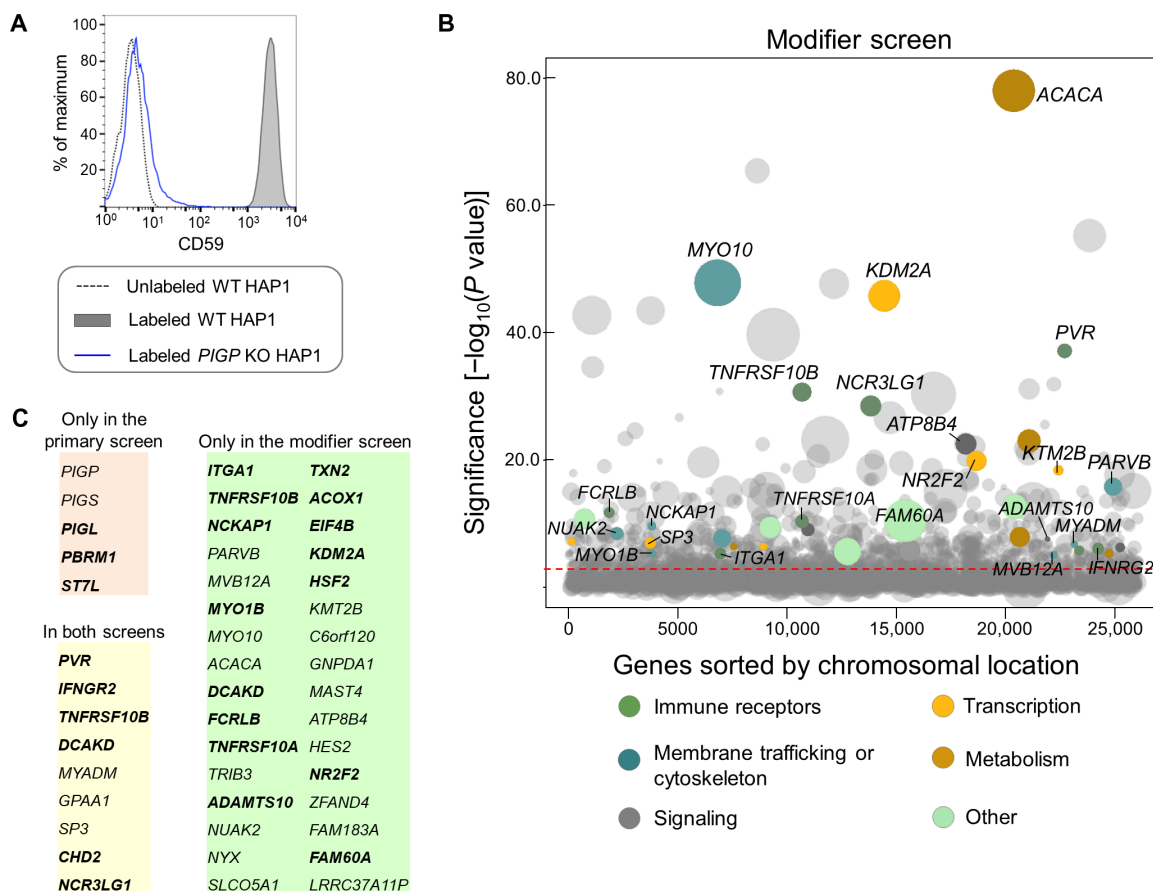 A
% of maximum
100
80
60
40
20
10⁰ 10¹ 10² 10³ 10⁴
CD59
Unlabeled WT HAP1
Labeled WT HAP1
Labeled PIGP KO HAP1
B
Modifier screen
Significance [−log₁₀(P value)]
80.0
60.0
40.0
20.0
ACACA
MYO10
KDM2A
PVR
TNFRSF10B
NCR3LG1
ATP8B4
KTM2B
PARVB
NR2F2
FCRLB
TNFRSF10A
ADAMTS10
NCKAP1
FAM60A
MYADM
NUAK2
SP3
MYO1B
ITGA1
MVB12A
IFNRG2
0 5000 10,000 15,000 20,000 25,000
Genes sorted by chromosomal location
Immune receptors
Transcription
Membrane trafficking or
cytoskeleton
Metabolism
Signaling
Other
C
Only in the
primary screen
PIGP
PIGS
PIGL
PBRM1
ST7L
In both screens
PVR
IFNGR2
TNFRSF10B
DCAKD
MYADM
GPAA1
SP3
CHD2
NCR3LG1
Only in the modifier screen
ITGA1 TXN2
TNFRSF10B ACOX1
NCKAP1 EIF4B
PARVB KDM2A
MVB12A HSF2
MYO1B KMT2B
MYO10 C6orf120
ACACA GNPDA1
DCAKD MAST4
FCRLB ATP8B4
TNFRSF10A HES2
TRIB3 NR2F2
ADAMTS10 ZFAND4
NUAK2 FAM183A
NYX FAM60A
SLCO5A1 LRRC37A11P